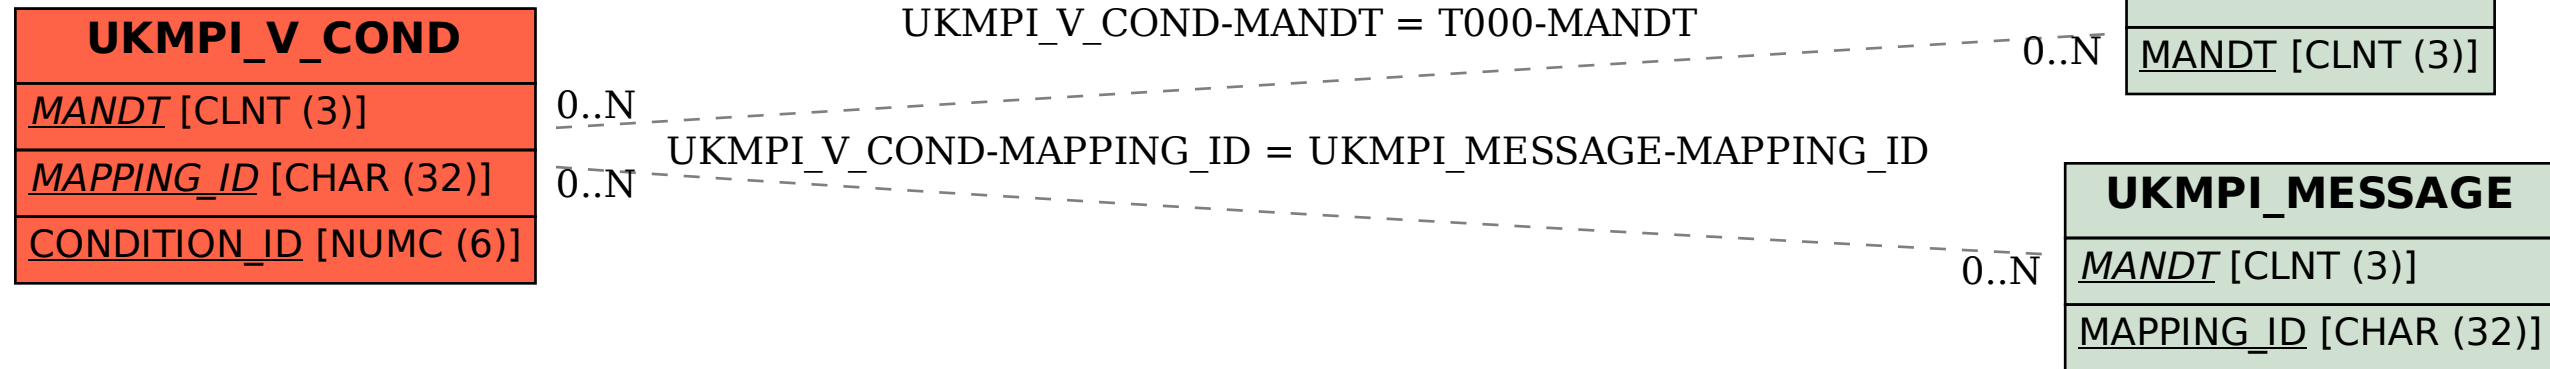 UKMPI_V_COND
MANDT [CLNT (3)]
MAPPING_ID [CHAR (32)]
CONDITION_ID [NUMC (6)]
UKMPI_V_COND-MANDT = T000-MANDT
0..N
0..N
UKMPI_V_COND-MAPPING_ID = UKMPI_MESSAGE-MAPPING_ID
0..N
0..N
MANDT [CLNT (3)]
UKMPI_MESSAGE
MANDT [CLNT (3)]
MAPPING_ID [CHAR (32)]